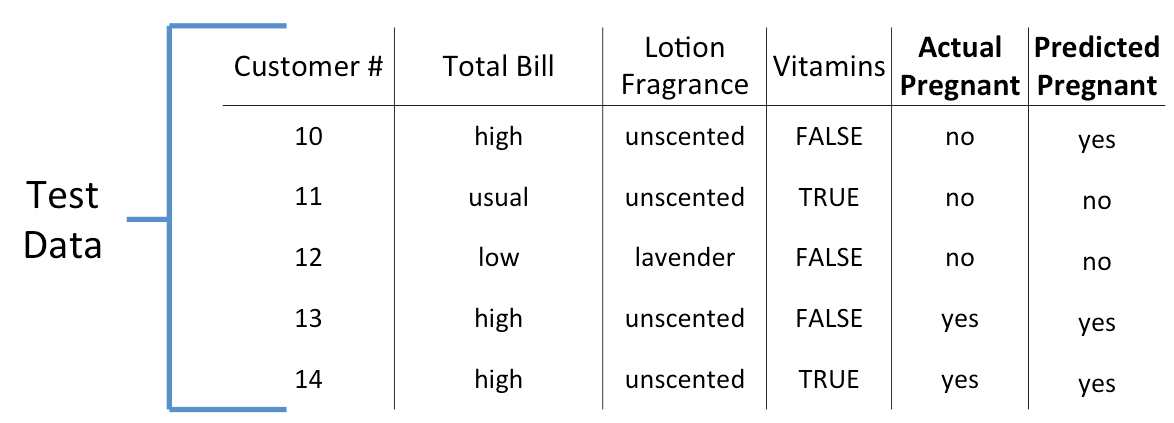 Test
Data
Customer # Total Bill Lotion Fragrance Vitamins Actual Pregnant Predicted Pregnant
10 high unscented FALSE no yes
11 usual unscented TRUE no no
12 low lavender FALSE no no
13 high unscented FALSE yes yes
14 high unscented TRUE yes yes